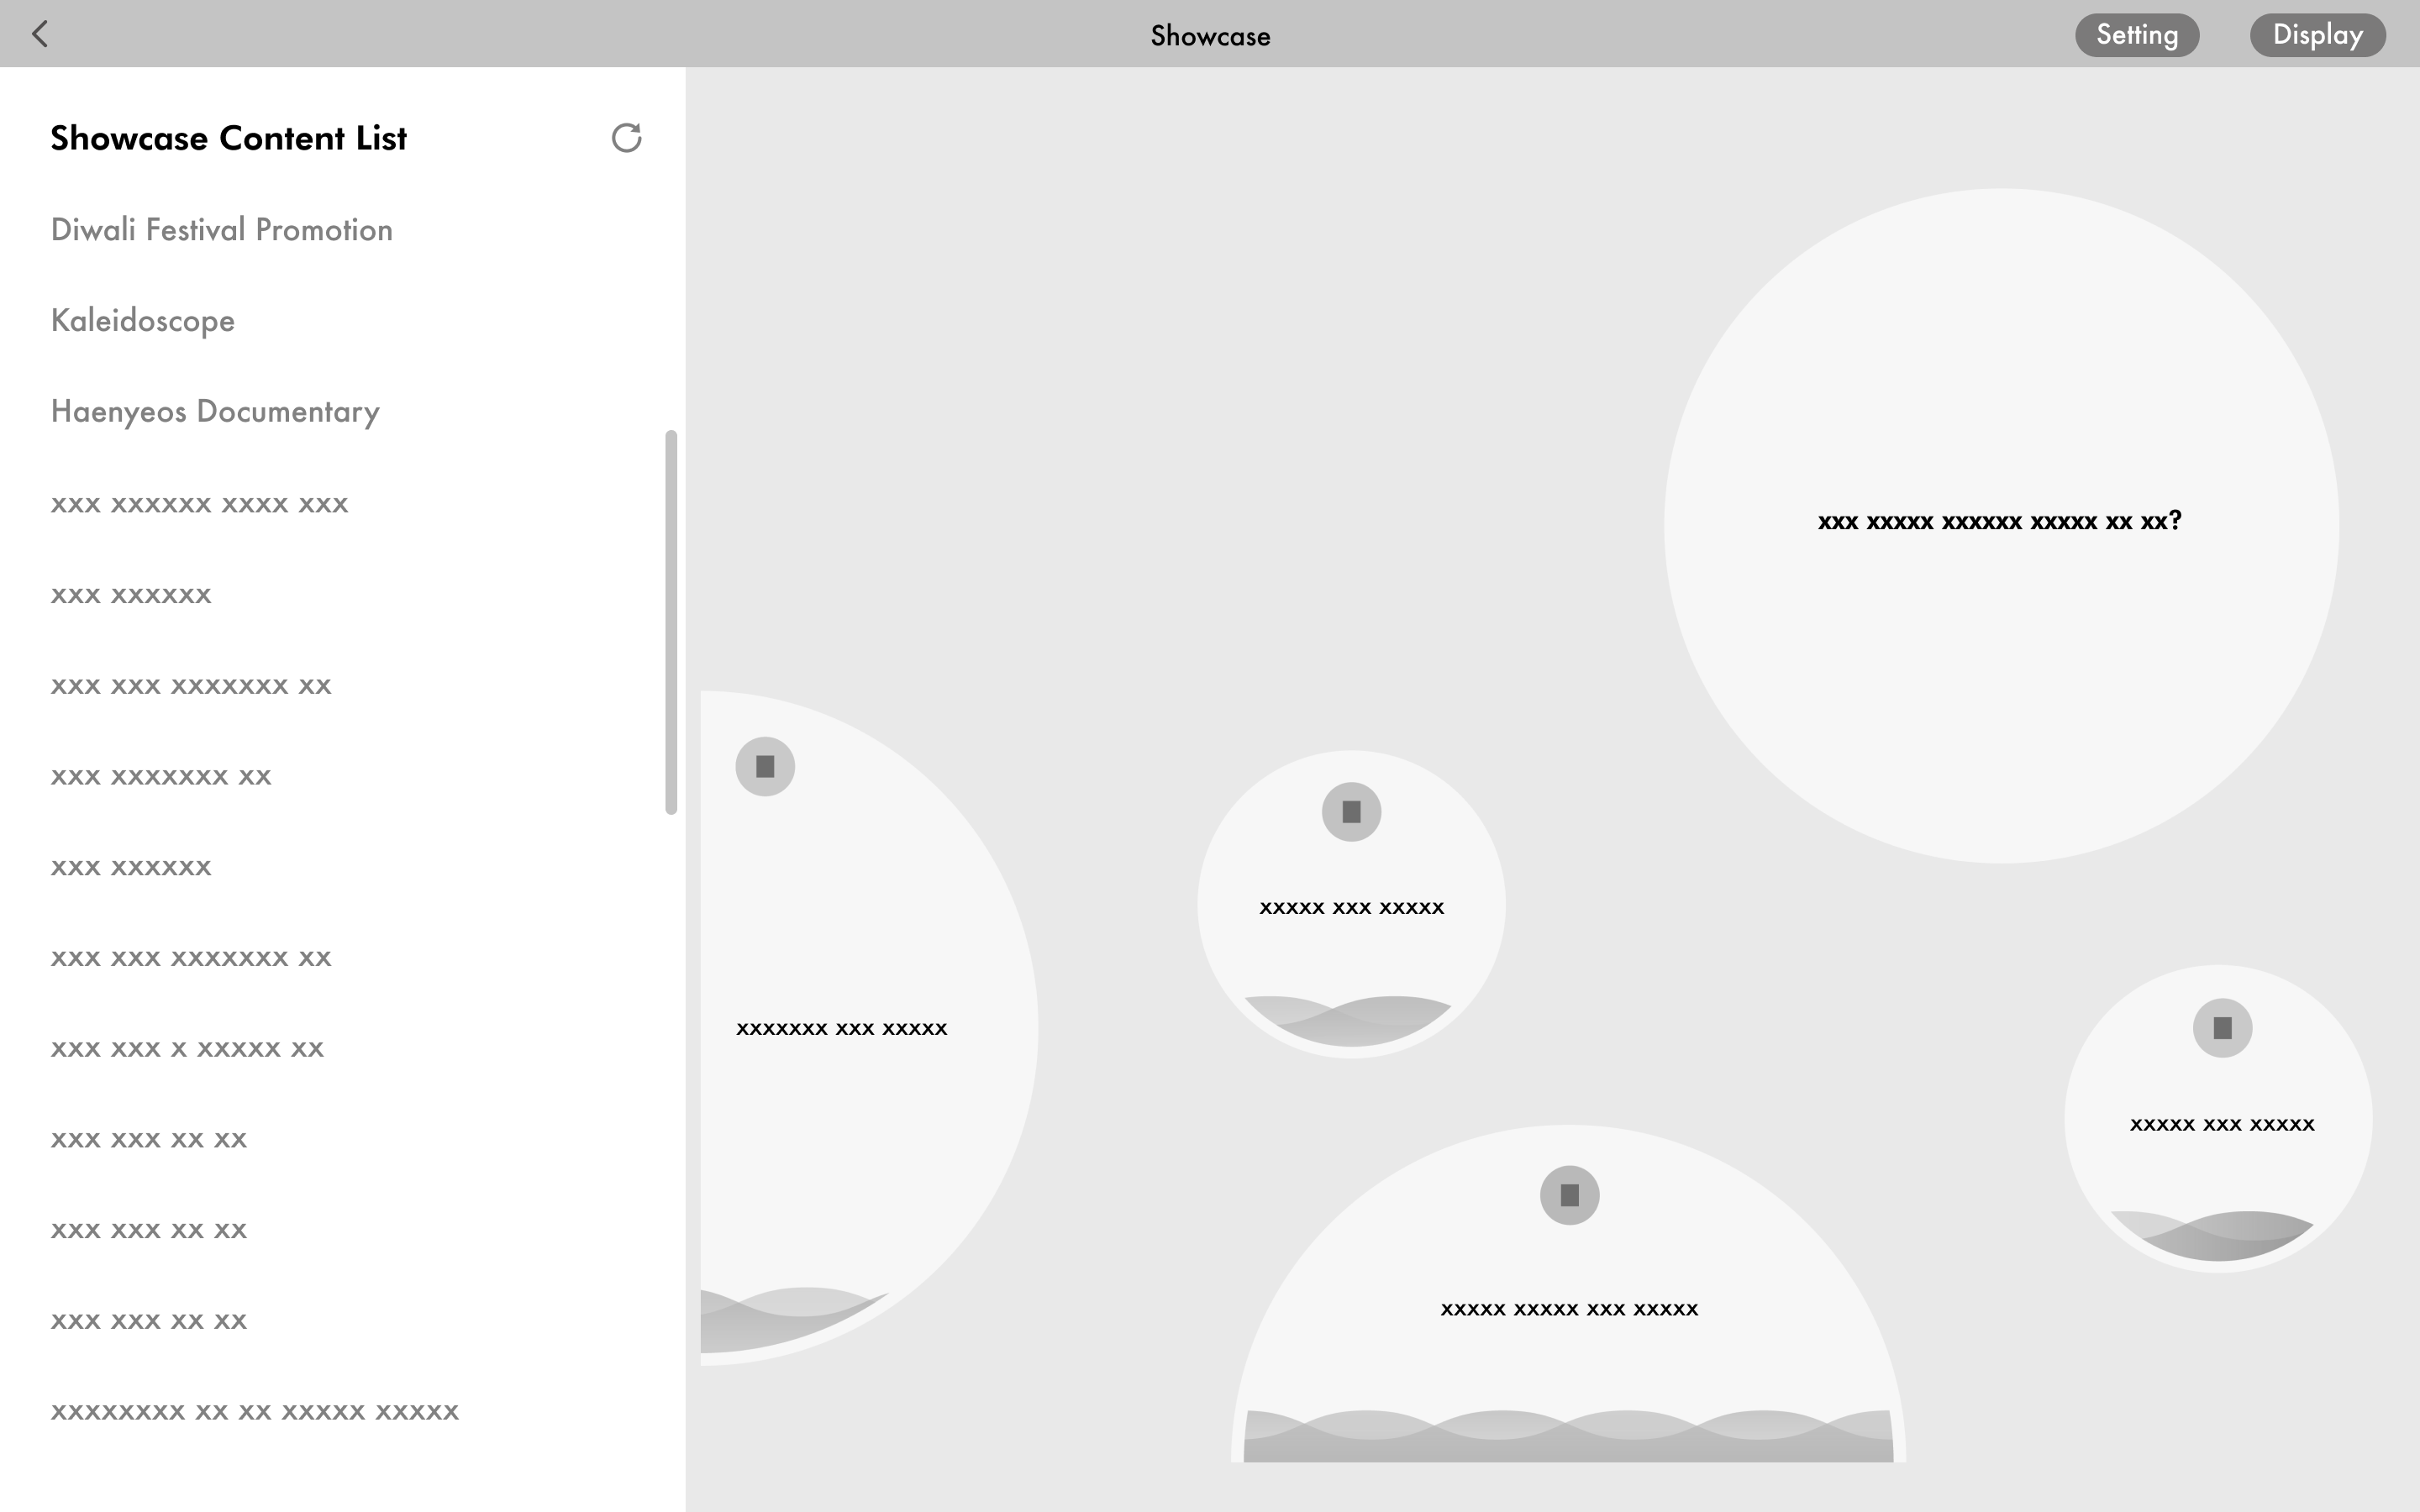 Showcase
Setting
Display
Showcase Content List
Diwali Festival Promotion
Kaleidoscope
Haenyeos Documentary
xxx xxxxxx xxxx xxx
xxx xxxxxx
xxx xxx xxxxxxx xx
xxx xxxxxxx xx
xxx xxxxxx
xxx xxx xxxxxxx xx
xxx xxx x xxxxx xx
xxx xxx xx xx
xxx xxx xx xx
xxx xxx xx xx
xxxxxxxx xx xx xxxxx xxxxx
xxx xxxxx xxxxxx xxxxx xx xx?
xxxxx xxx xxxxx
xxxxxxx xxx xxxxx
xxxxx xxx xxxxx
xxxxx xxxxx xxx xxxxx